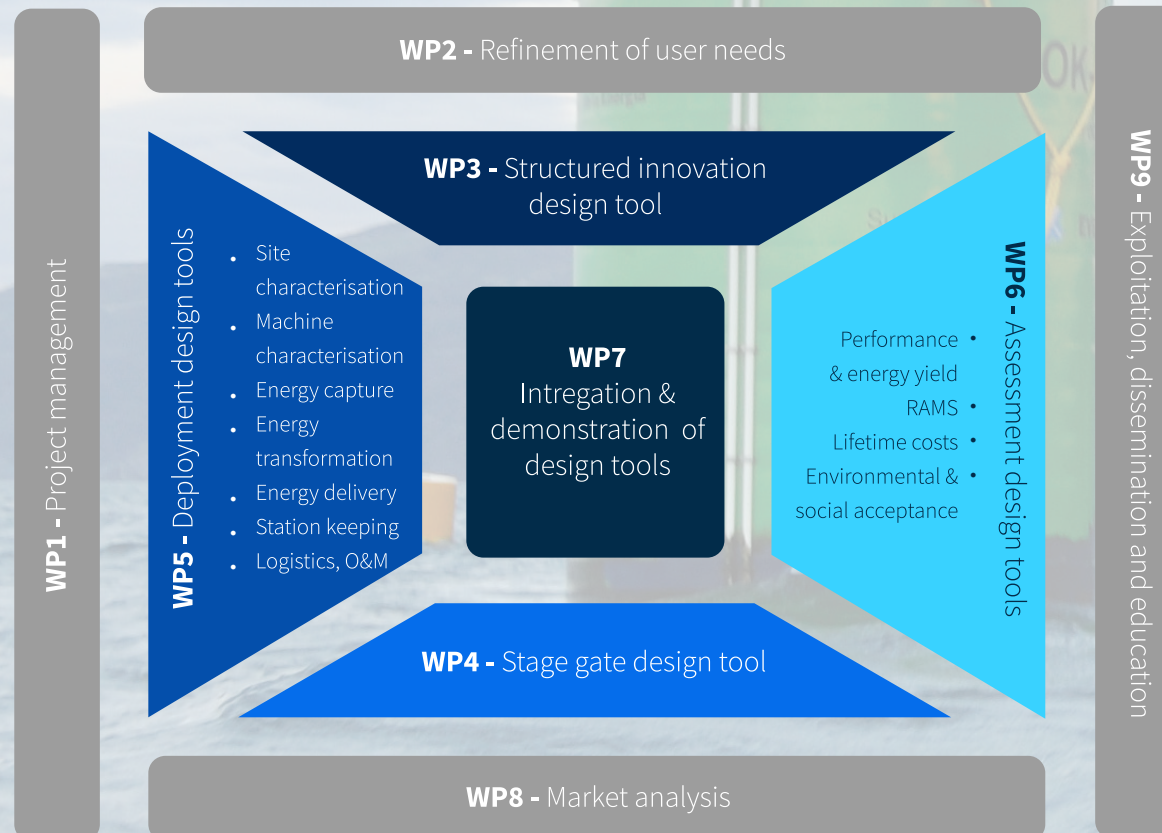 WP2 - Refinement of user needs
WP1 - Project management
WP3 - Structured innovation
design tool
WP5 - Deployment design tools
. Site
characterisation
. Machine
characterisation
. Energy capture
. Energy
transformation
. Energy delivery
. Station keeping
. Logistics, O&M
WP7
Intregation &
demonstration of
design tools
WP6 - Assessment design tools
Performance •
& energy yield
RAMS •
Lifetime costs •
Environmental & •
social acceptance
WP4 - Stage gate design tool
WP8 - Market analysis
WP9 - Exploitation, dissemination and education